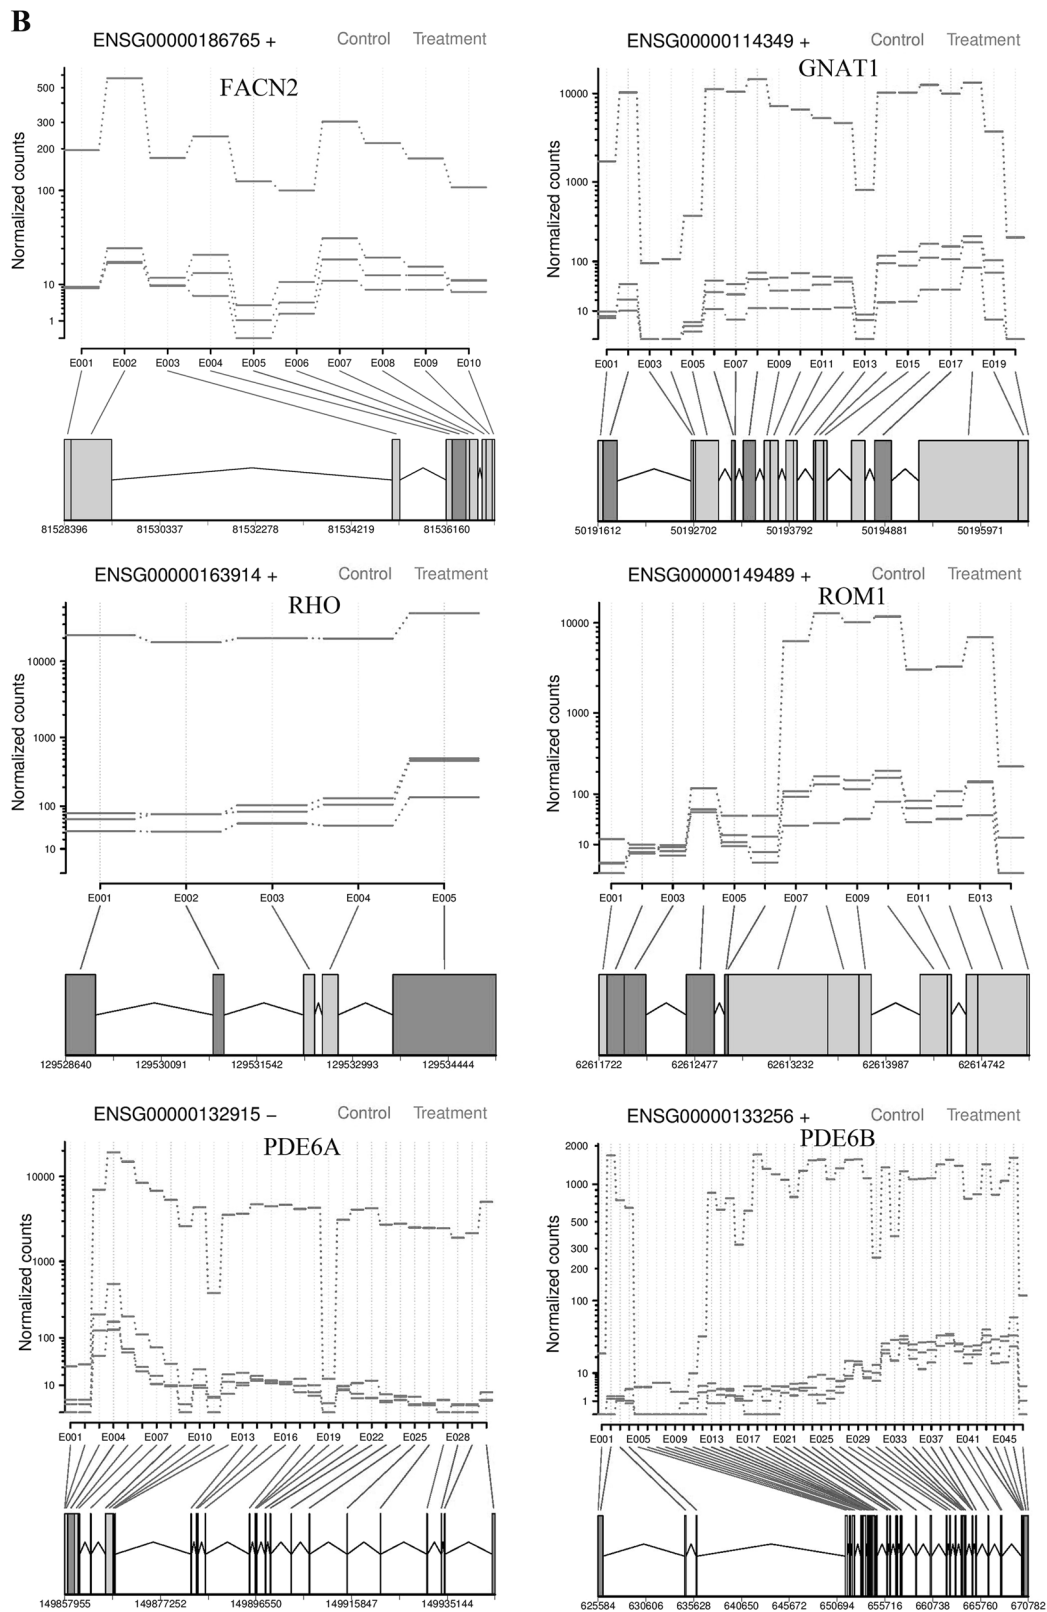 B
ENSG00000186765 + Control Treatment
FACN2
Normalized counts
500
300
200
100
10
1
E001 E002 E003 E004 E005 E006 E007 E008 E009 E010
81528396 81530337 81532278 81534219 81536160
ENSG00000114349 + Control Treatment
GNAT1
Normalized counts
10000
1000
100
10
E001 E003 E005 E007 E009 E011 E013 E015 E017 E019
50191612 50192702 50193792 50194881 50195971
ENSG00000163914 + Control Treatment
RHO
Normalized counts
10000
1000
100
10
E001 E002 E003 E004 E005
129528640 129530091 129531542 129532993 129534444
ENSG00000149489 + Control Treatment
ROM1
Normalized counts
10000
1000
100
10
E001 E003 E005 E007 E009 E011 E013
62611722 62612477 62613232 62613987 62614742
ENSG00000132915 − Control Treatment
PDE6A
Normalized counts
10000
1000
100
10
E001 E004 E007 E010 E013 E016 E019 E022 E025 E028
149857955 149877252 149896550 149915847 149935144
ENSG00000133256 + Control Treatment
PDE6B
Normalized counts
2000
1000
500
300
200
100
10
1
E001 E005 E009 E013 E017 E021 E025 E029 E033 E037 E041 E045
625584 630606 635628 640650 645672 650694 655716 660738 665760 670782